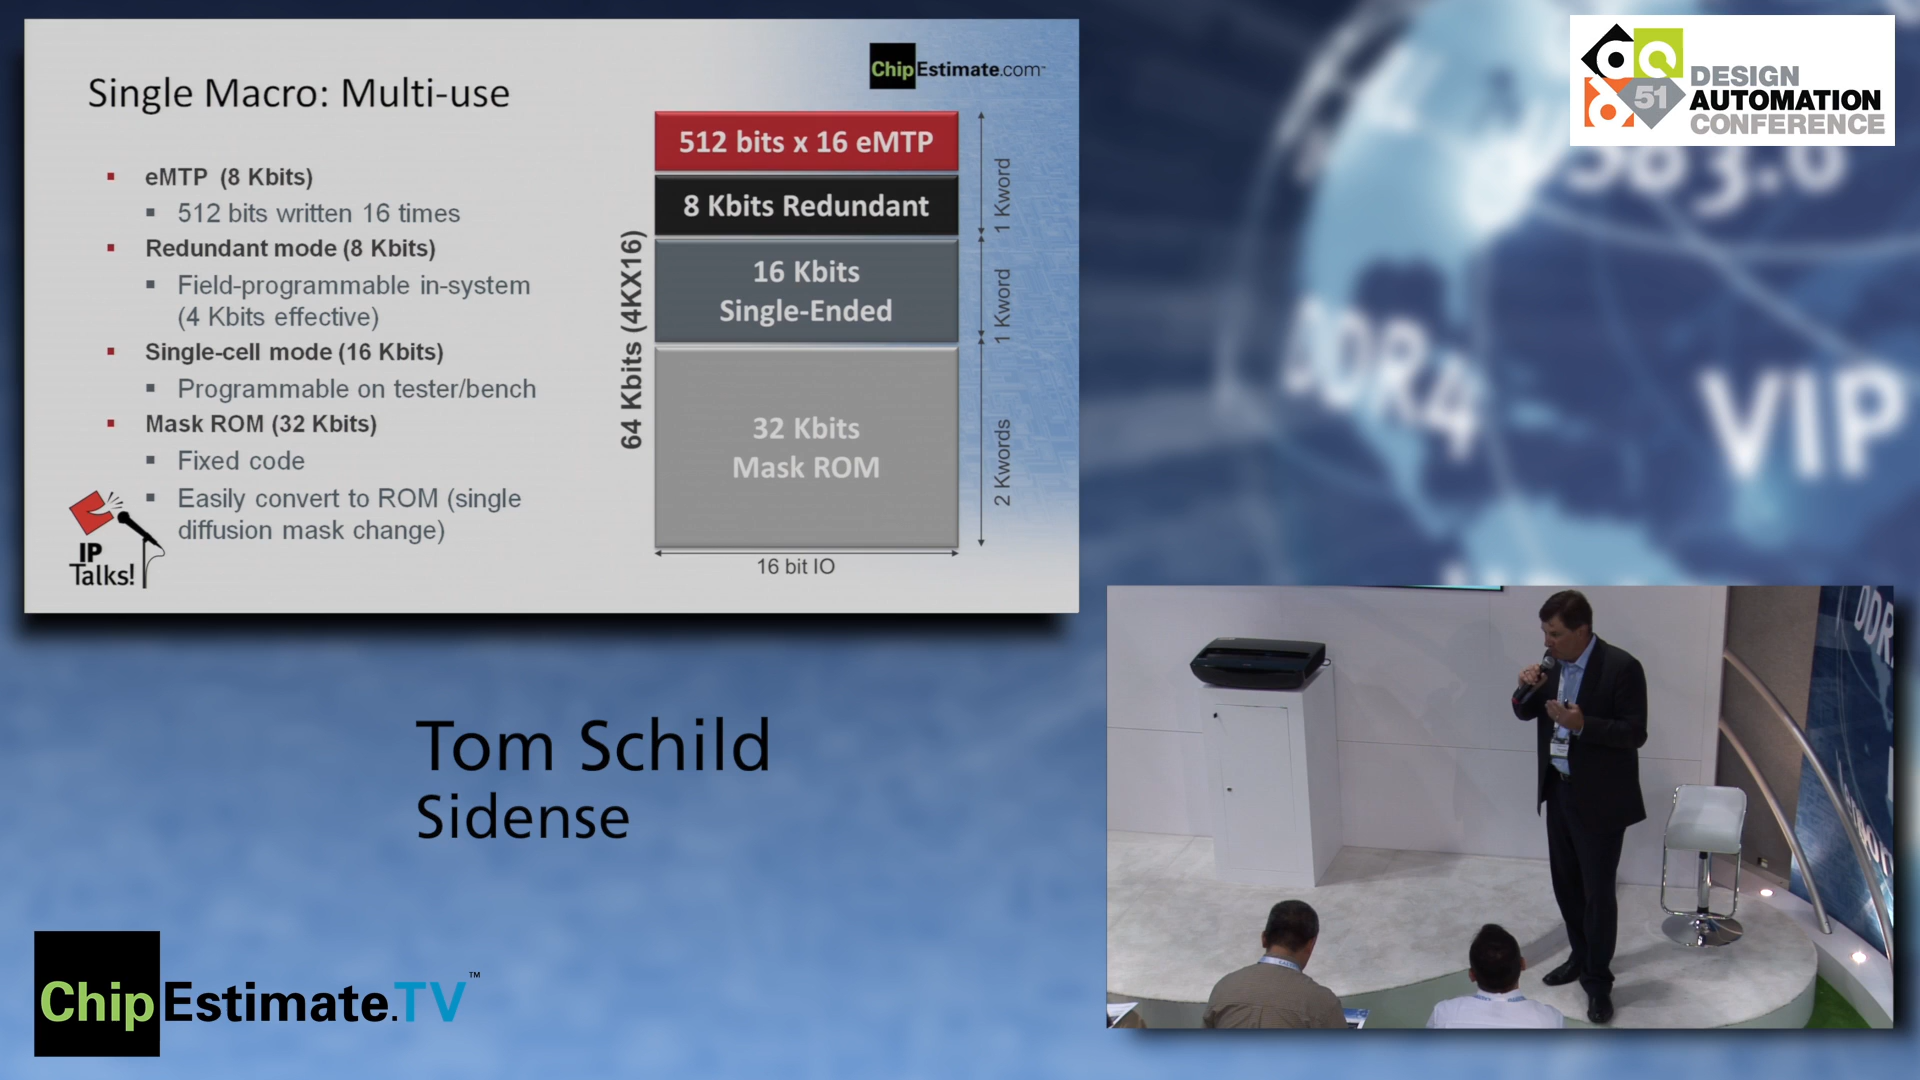 Single Macro: Multi-use
ChipEstimate.com
eMTP (8 Kbits)
512 bits written 16 times
Redundant mode (8 Kbits)
Field-programmable in-system
(4 Kbits effective)
Single-cell mode (16 Kbits)
Programmable on tester/bench
Mask ROM (32 Kbits)
Fixed code
Easily convert to ROM (single
diffusion mask change)
IP
Talks!
64 Kbits (4KX16)
512 bits x 16 eMTP
8 Kbits Redundant
16 Kbits
Single-Ended
32 Kbits
Mask ROM
1 Kword
1 Kword
2 Kwords
16 bit IO
51
DESIGN
AUTOMATION
CONFERENCE
DDR4
VIP
Tom Schild
Sidense
ChipEstimate.TV™